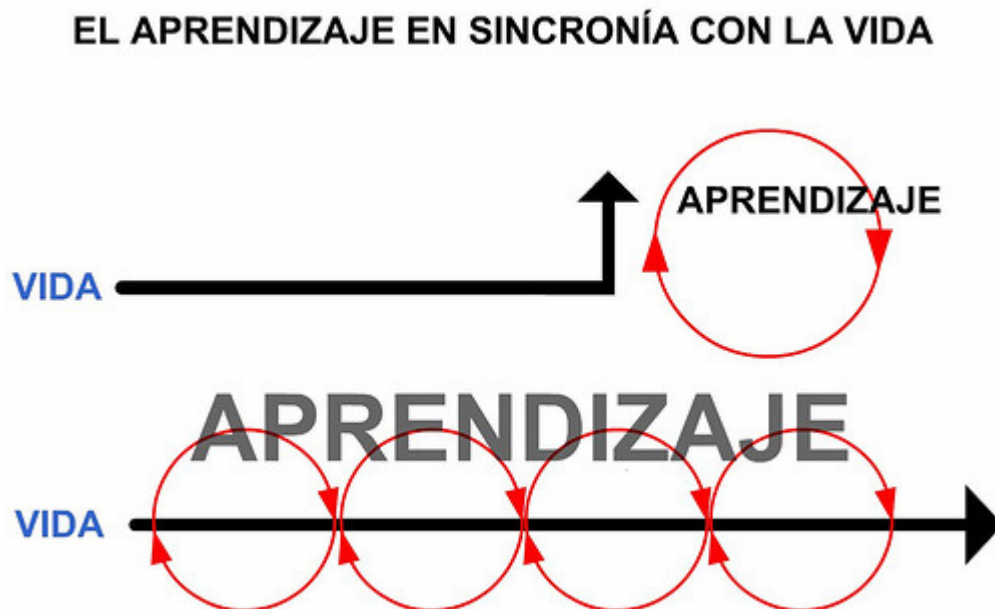 EL APRENDIZAJE EN SINCRONÍA CON LA VIDA
APRENDIZAJE
VIDA
APRENDIZAJE
VIDA